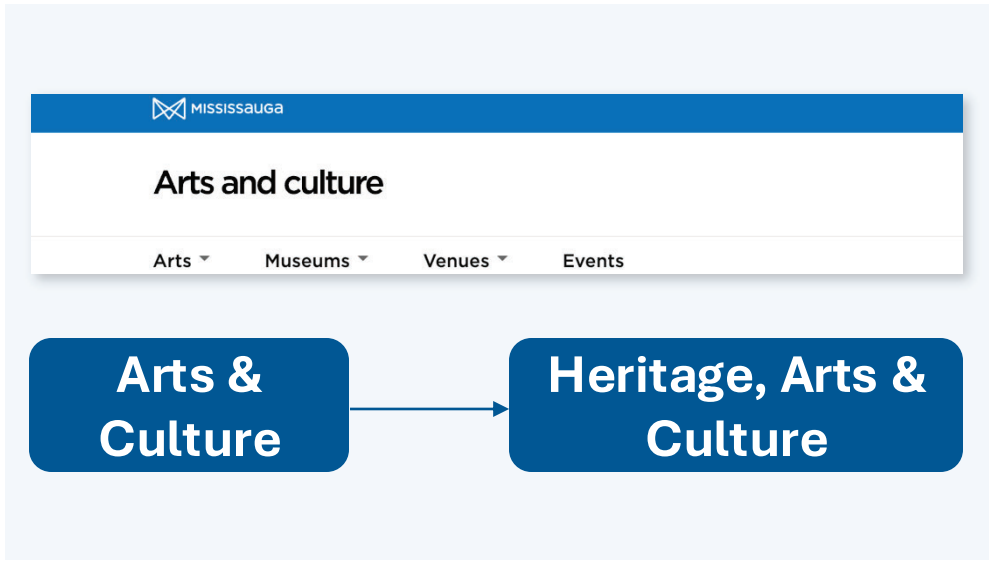 MISSISSAUGA
Arts and culture
Arts Museums Venues Events
Arts &
Culture
Heritage, Arts &
Culture